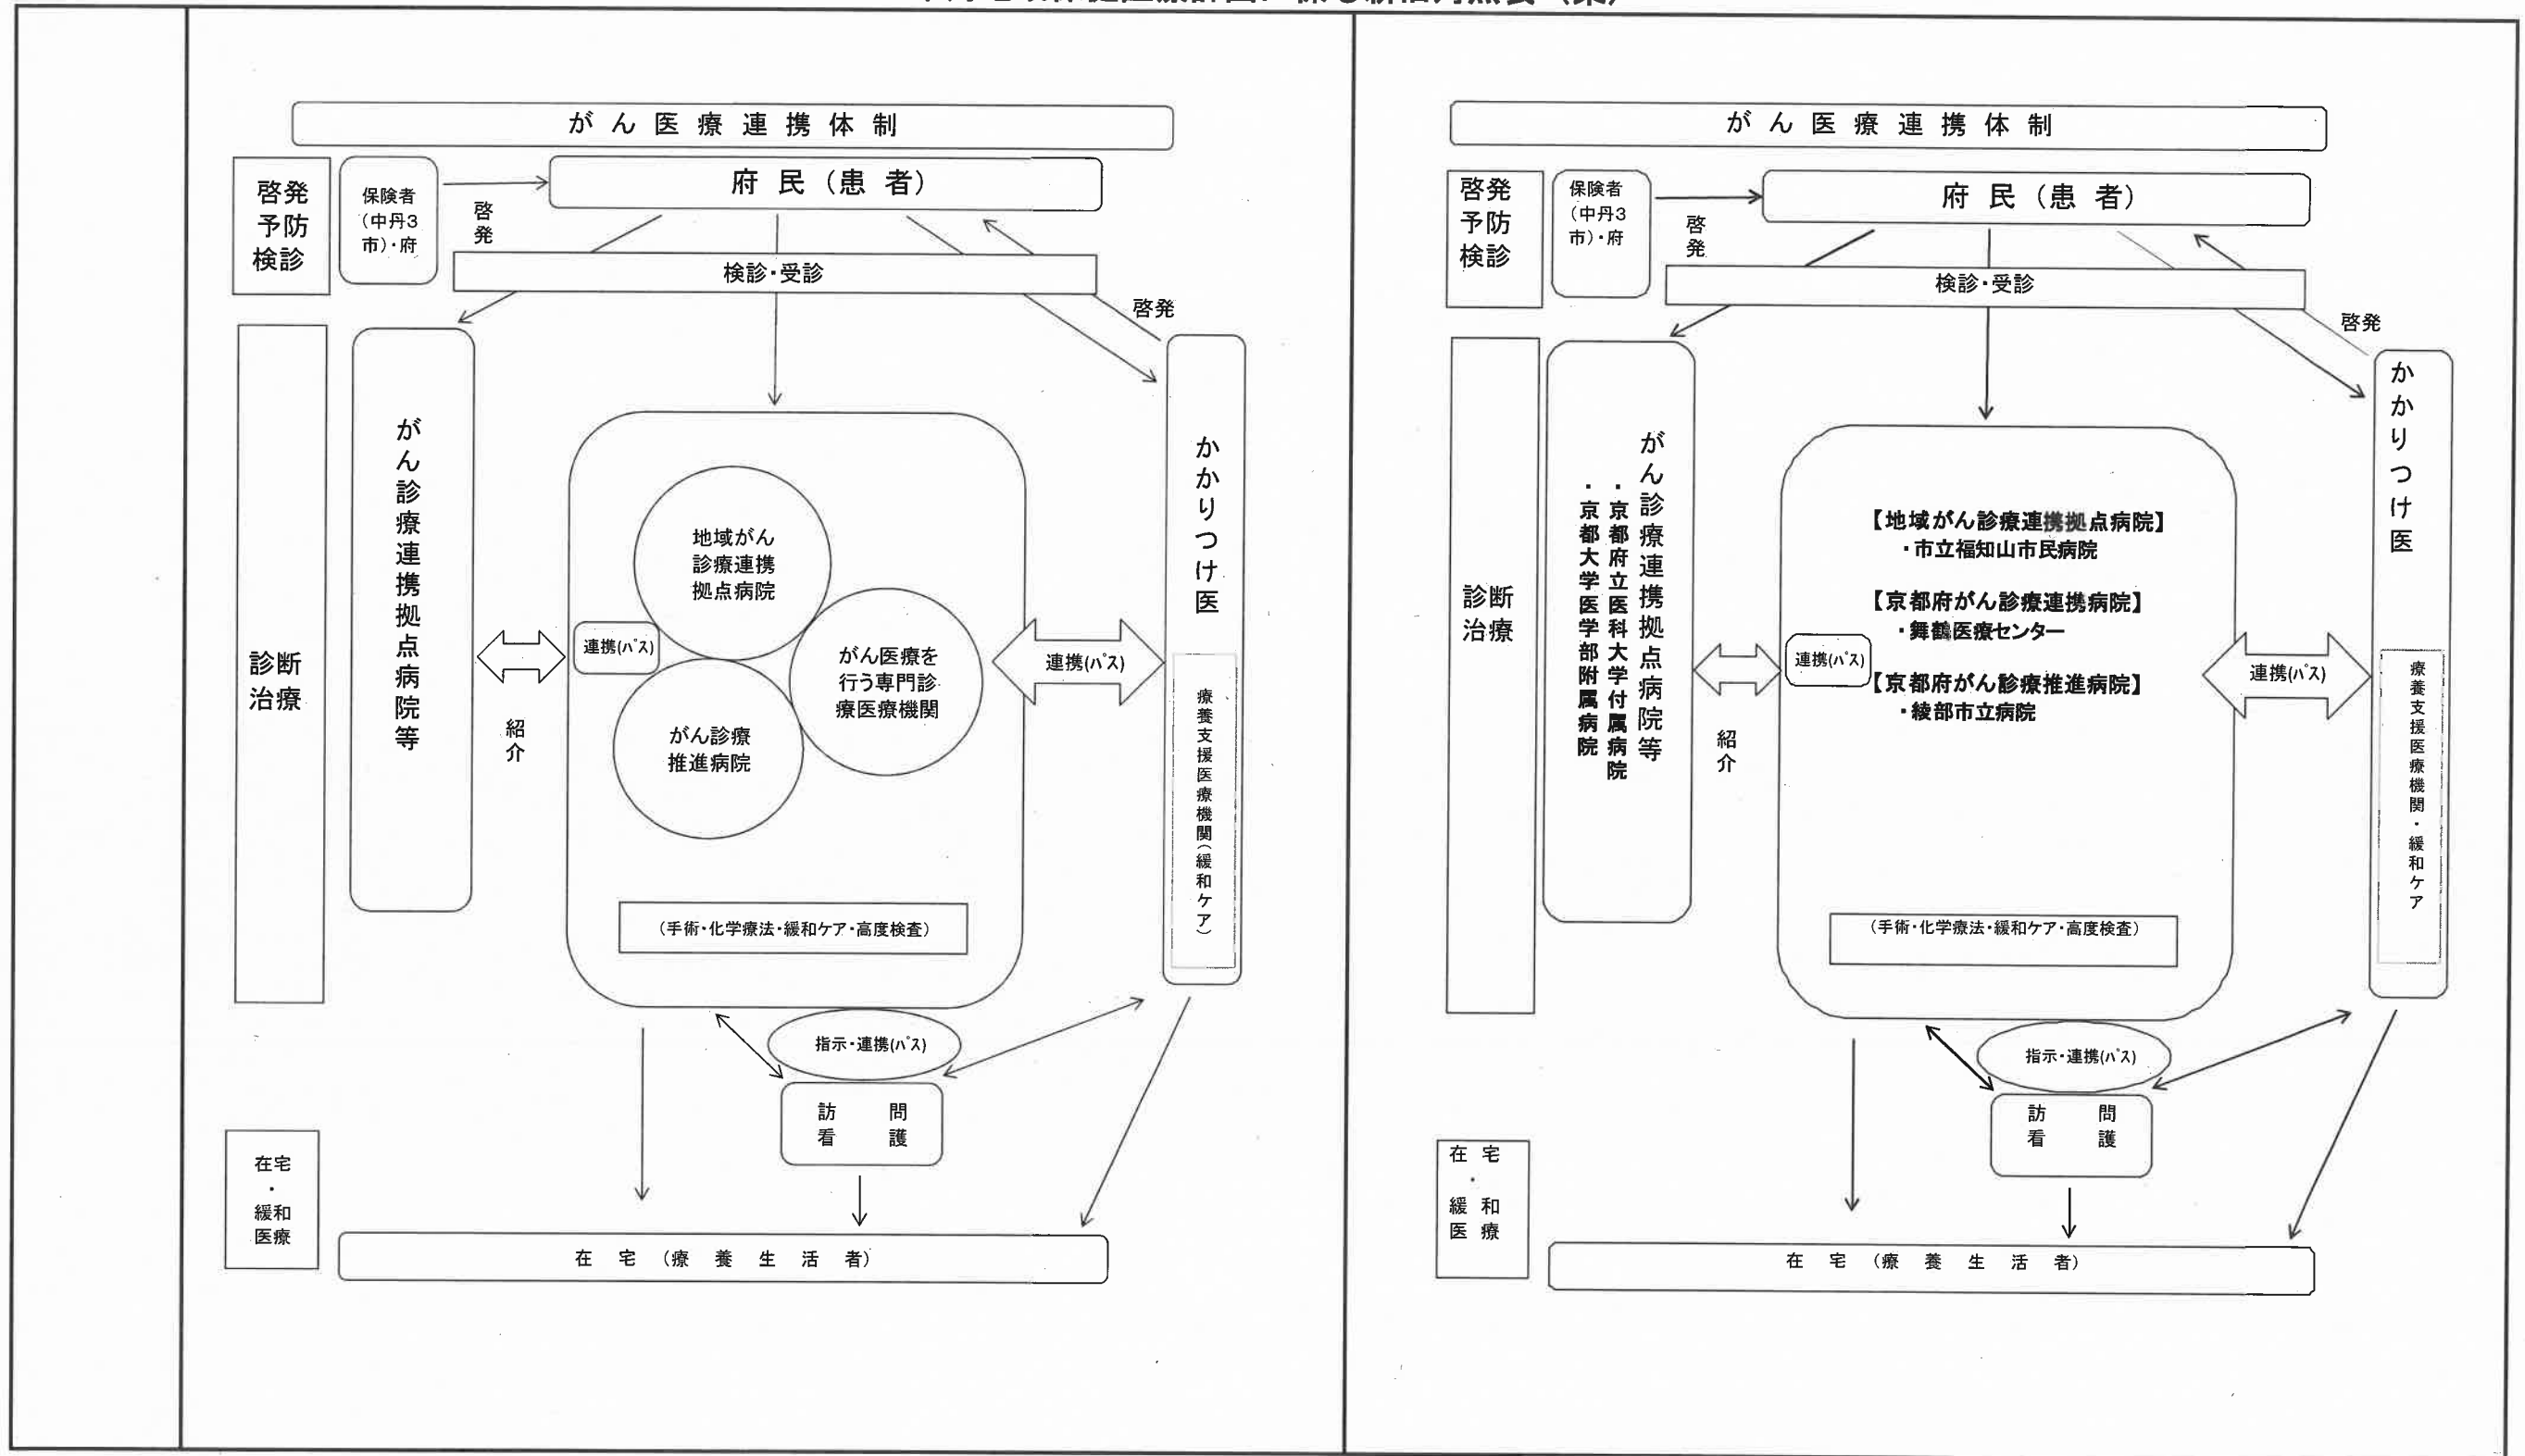 がん医療連携体制
啓発
予防
検診
保険者
(中丹3
市)・府
啓発
府民(患者)
検診・受診
啓発
診断
治療
がん診療連携拠点病院等
紹介
連携(パス)
地域がん
診療連携
拠点病院
がん医療を
行う専門診
療医療機関
がん診療
推進病院
(手術・化学療法・緩和ケア・高度検査)
連携(パス)
かかりつけ医
療養支援医療機関(緩和ケア)
指示・連携(パス)
訪問
看護
在宅
・
緩和
医療
在宅(療養生活者)
がん医療連携体制
啓発
予防
検診
保険者
(中丹3
市)・府
啓発
府民(患者)
検診・受診
啓発
診断
治療
がん診療連携拠点病院等
・京都府立医科大学付属病院
・京都大学医学部附属病院
紹介
連携(パス)
【地域がん診療連携拠点病院】
・市立福知山市民病院
【京都府がん診療連携病院】
・舞鶴医療センター
【京都府がん診療推進病院】
・綾部市立病院
(手術・化学療法・緩和ケア・高度検査)
連携(パス)
かかりつけ医
療養支援医療機関・緩和ケア
指示・連携(パス)
訪問
看護
在宅
・
緩和
医療
在宅(療養生活者)